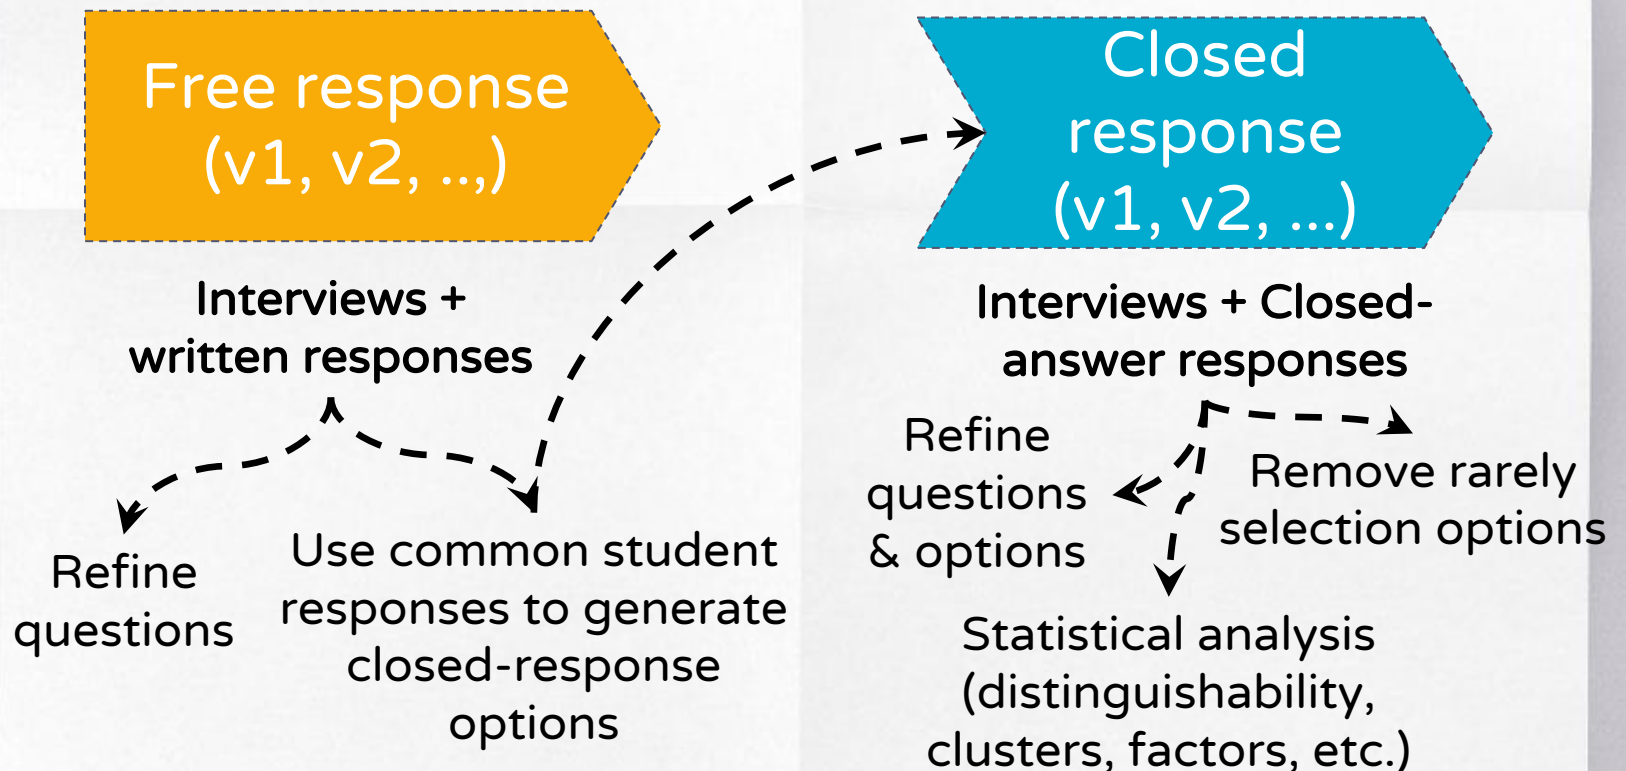 Free response
(v1, v2, ..,)
Interviews +
written responses
Refine
questions
Use common student
responses to generate
closed-response
options
Closed
response
(v1, v2, ...)
Interviews + Closed-
answer responses
Refine
questions
& options
Remove rarely
selection options
Statistical analysis
(distinguishability,
clusters, factors, etc.)